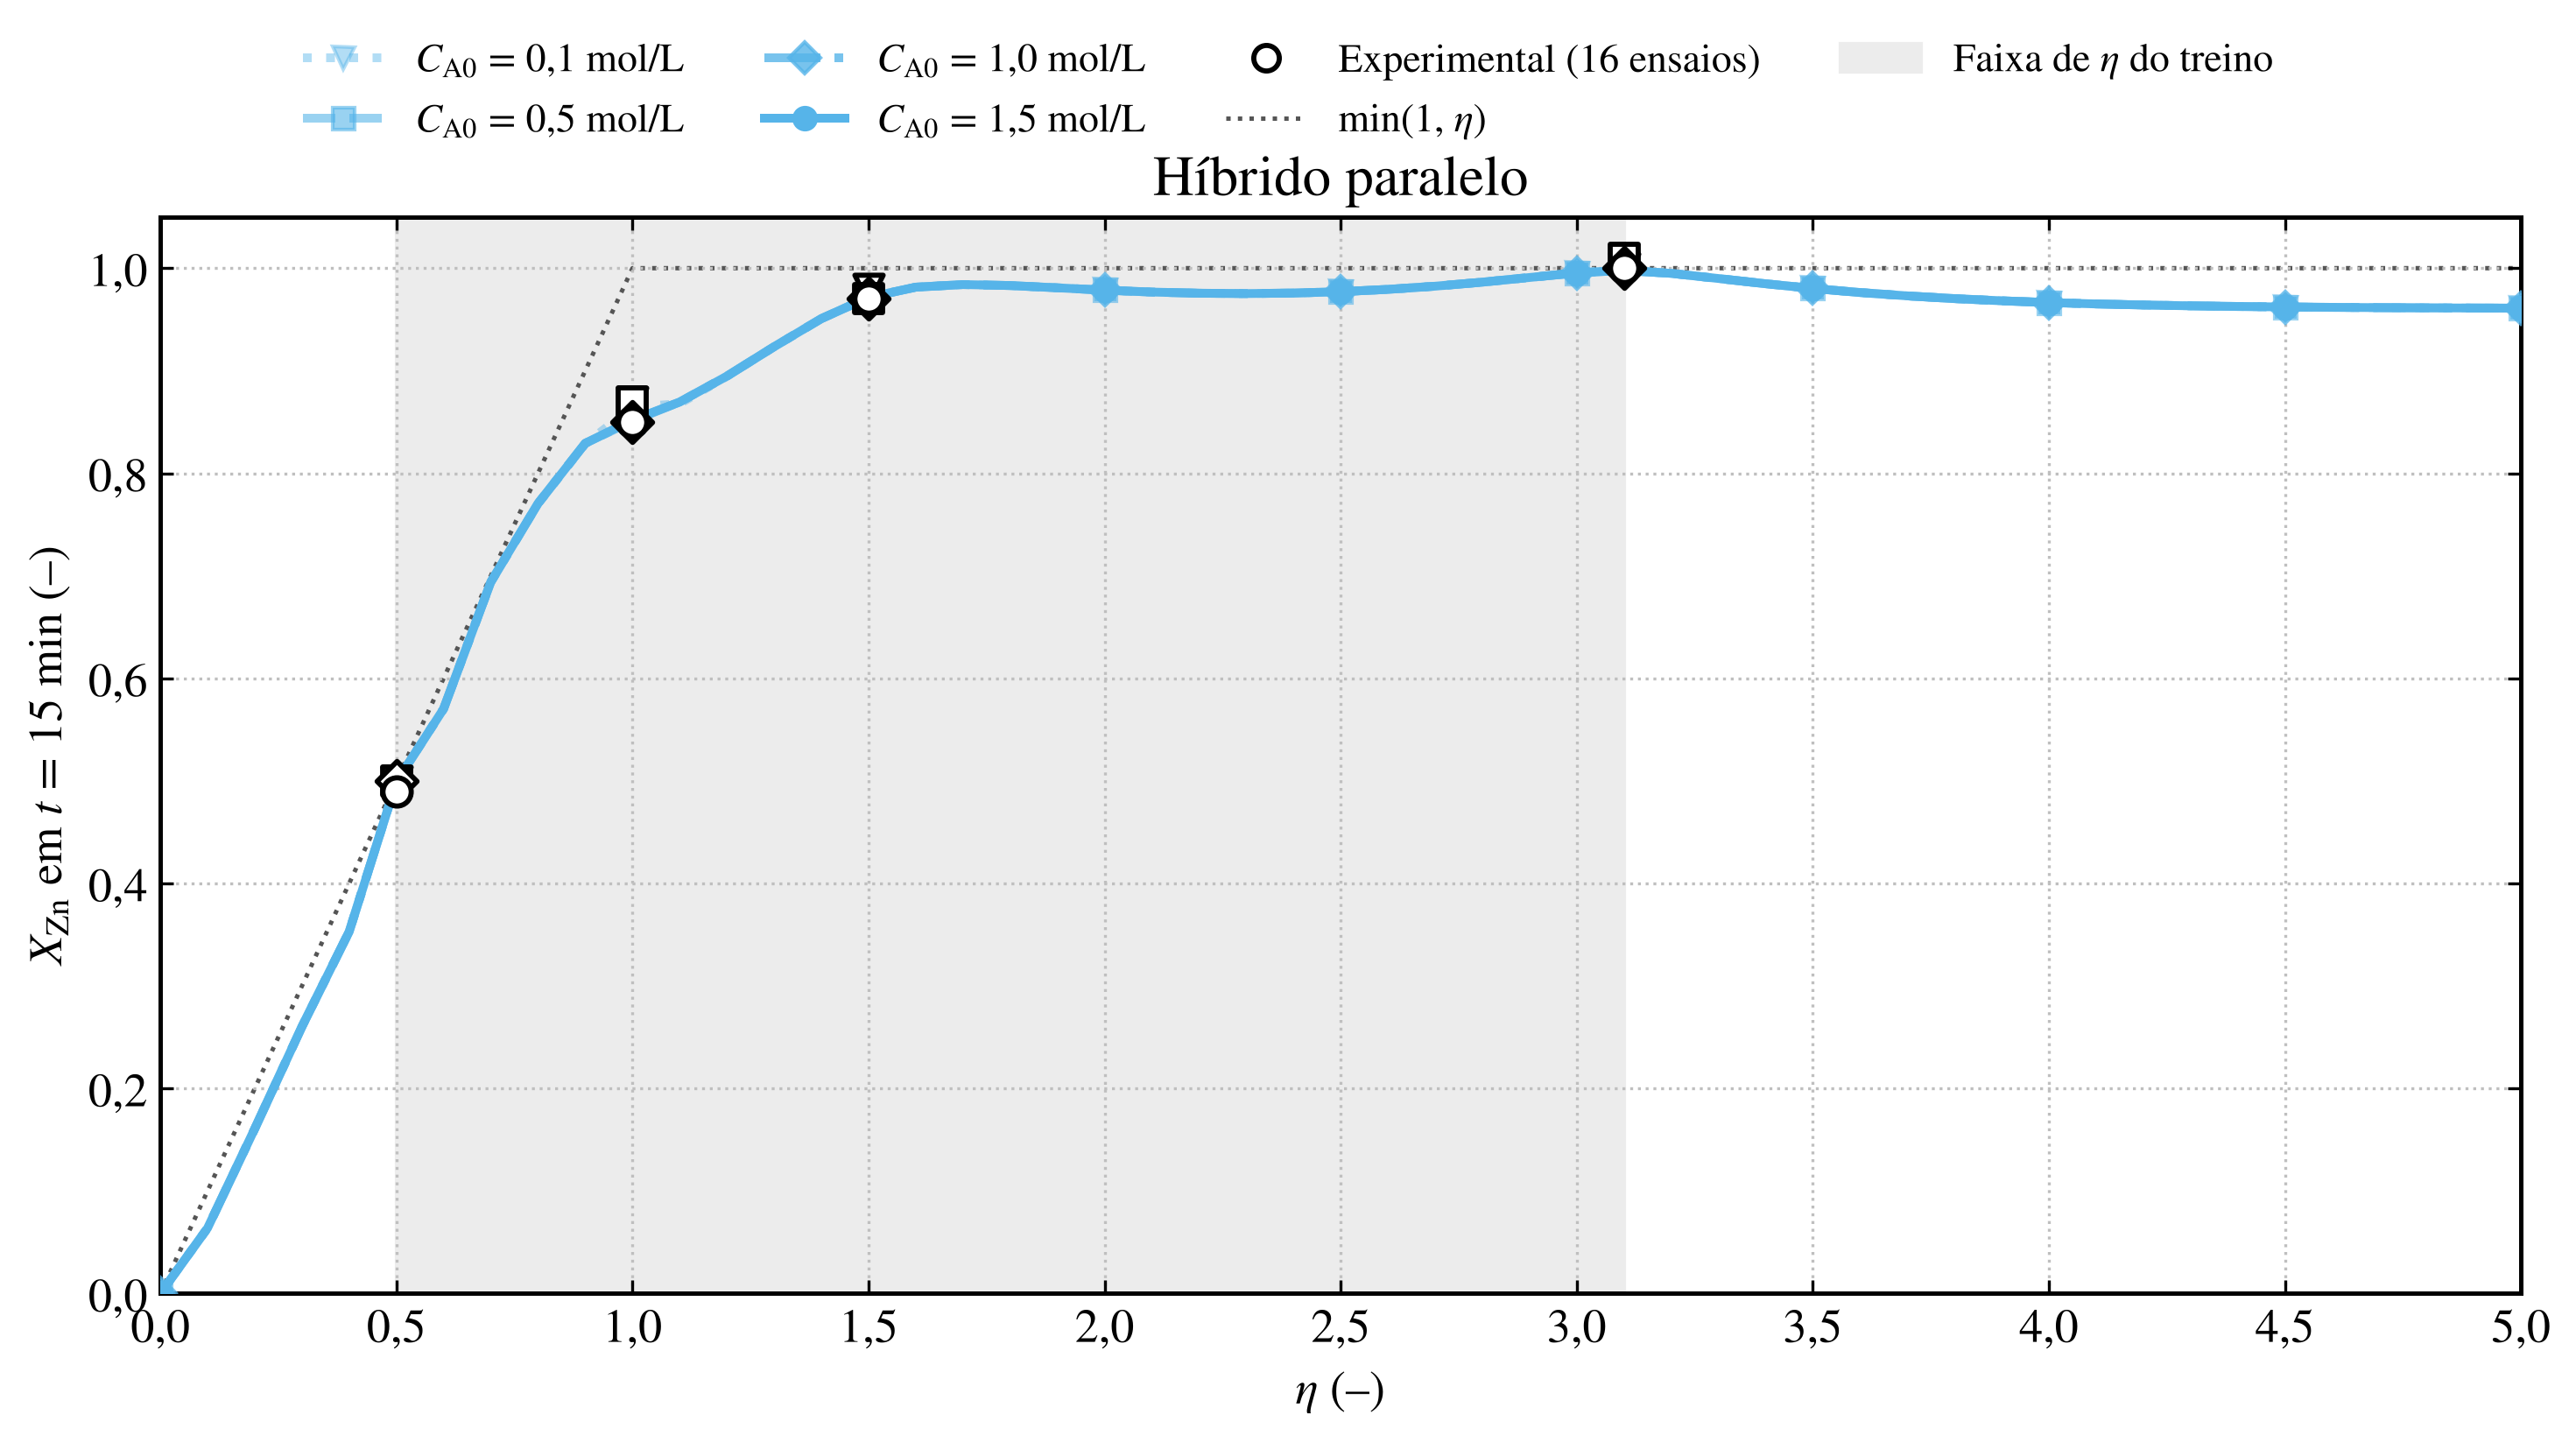 C_A0 = 0,1 mol/L
C_A0 = 0,5 mol/L
C_A0 = 1,0 mol/L
C_A0 = 1,5 mol/L
Experimental (16 ensaios)
min(1, η)
Faixa de η do treino
Híbrido paralelo
X_Zn em t = 15 min (–)
1,0
0,8
0,6
0,4
0,2
0,0
0,0 0,5 1,0 1,5 2,0 2,5 3,0 3,5 4,0 4,5 5,0
η (–)